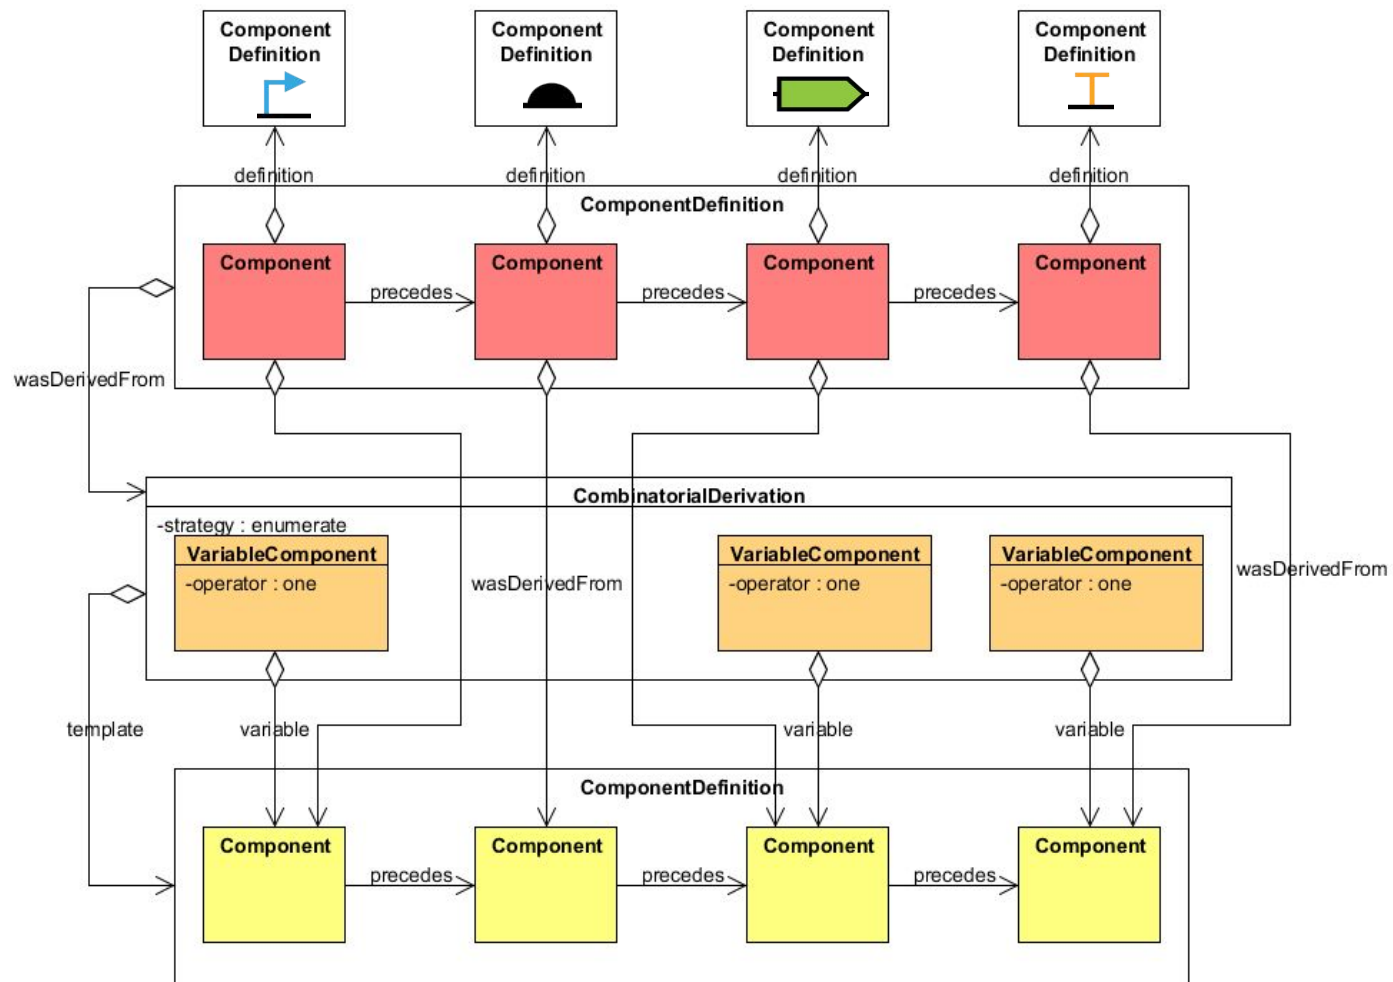 Component
Definition
Component
Definition
Component
Definition
Component
Definition
definition
definition
definition
definition
ComponentDefinition
Component
Component
Component
Component
precedes
precedes
precedes
wasDerivedFrom
CombinatorialDerivation
-strategy : enumerate
VariableComponent
-operator : one
VariableComponent
-operator : one
VariableComponent
-operator : one
wasDerivedFrom
wasDerivedFrom
template
variable
variable
variable
ComponentDefinition
Component
Component
Component
Component
precedes
precedes
precedes